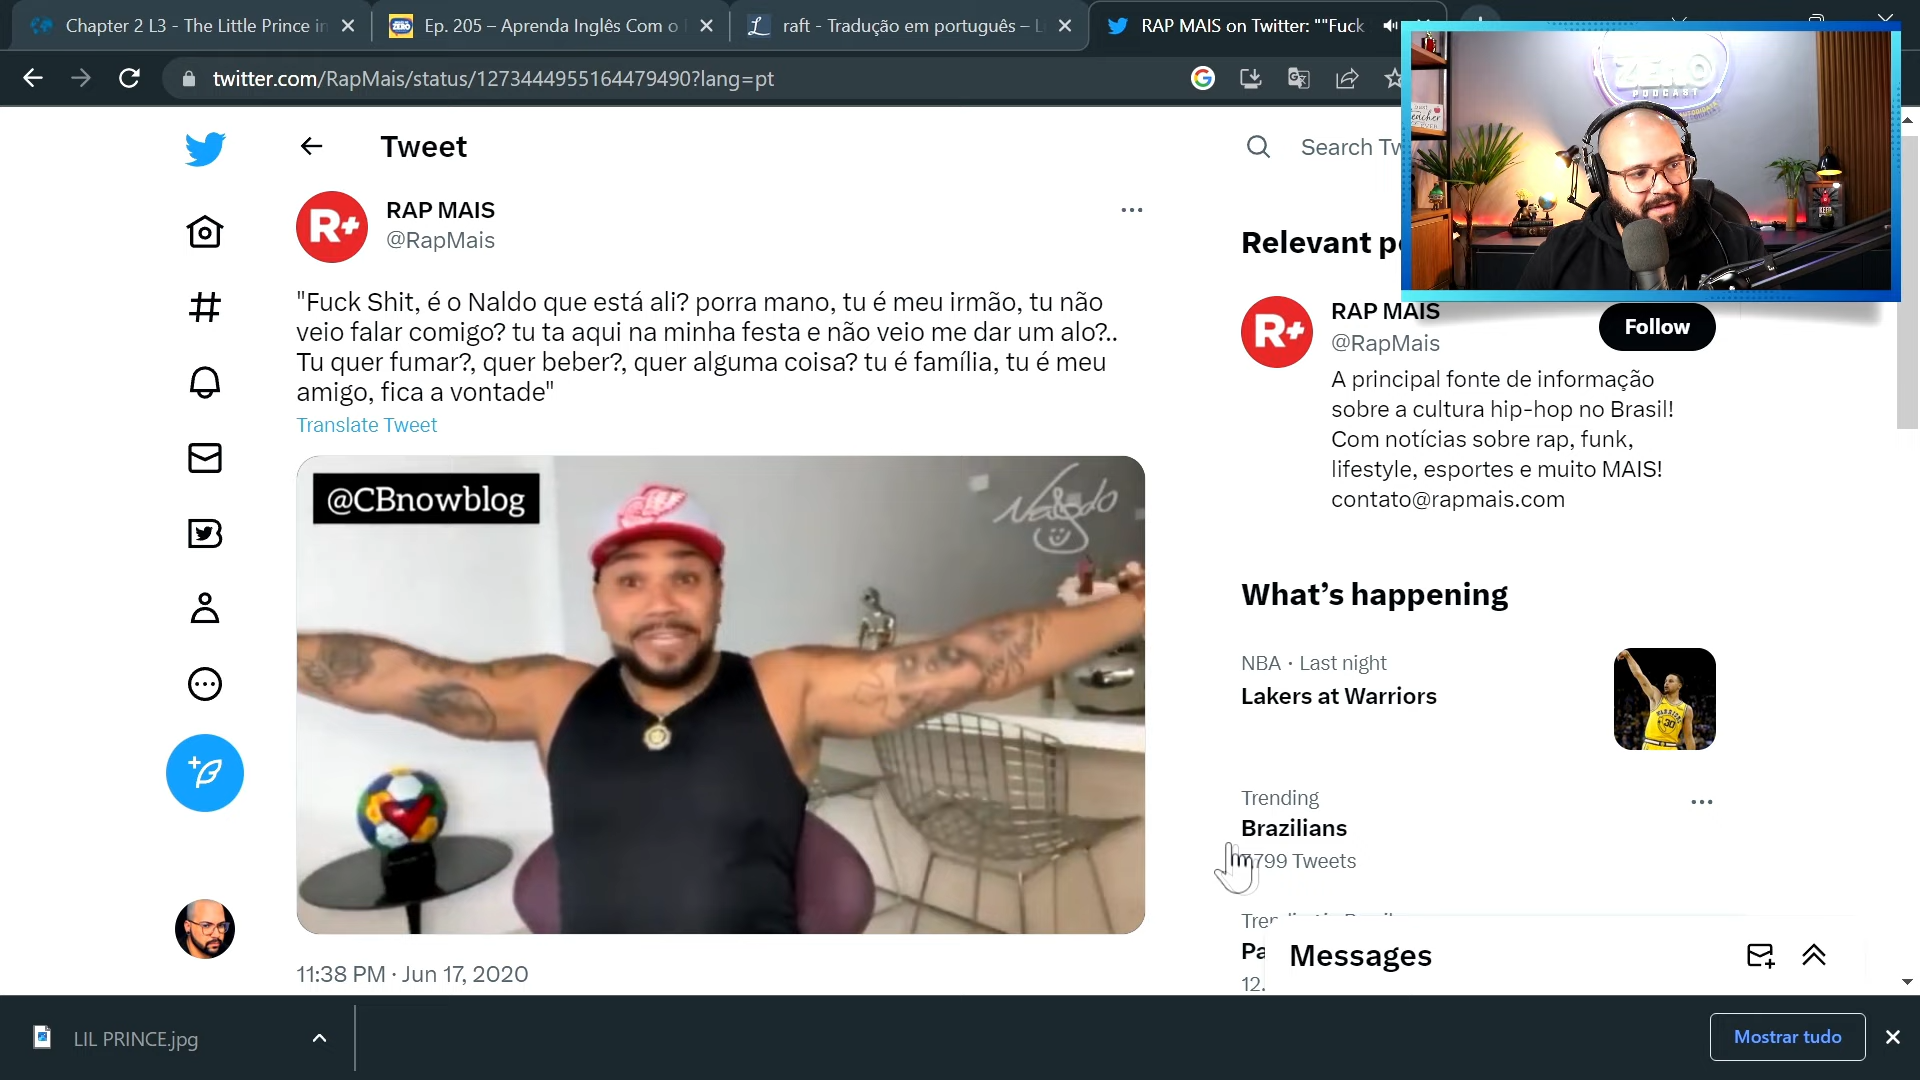 Chapter 2 L3 - The Little Prince in
Ep. 205 – Aprenda Inglês Com o
raft - Tradução em português – L
RAP MAIS on Twitter: ""Fuck
twitter.com/RapMais/status/1273444955164479490?lang=pt
Tweet
Search Tw
ZERO
PODCAST
RAP MAIS
@RapMais
R+
"Fuck Shit, é o Naldo que está ali? porra mano, tu é meu irmão, tu não
veio falar comigo? tu ta aqui na minha festa e não veio me dar um alo?..
Tu quer fumar?, quer beber?, quer alguma coisa? tu é família, tu é meu
amigo, fica a vontade"
Translate Tweet
@CBnowblog
Naldo
11:38 PM · Jun 17, 2020
Relevant pe
R+
RAP MAIS
@RapMais
Follow
A principal fonte de informação
sobre a cultura hip-hop no Brasil!
Com notícias sobre rap, funk,
lifestyle, esportes e muito MAIS!
contato@rapmais.com
What's happening
NBA · Last night
Lakers at Warriors
WARRIORS
30
Trending
Brazilians
7,799 Tweets
Pa
12.
Messages
LIL PRINCE.jpg
Mostrar tudo